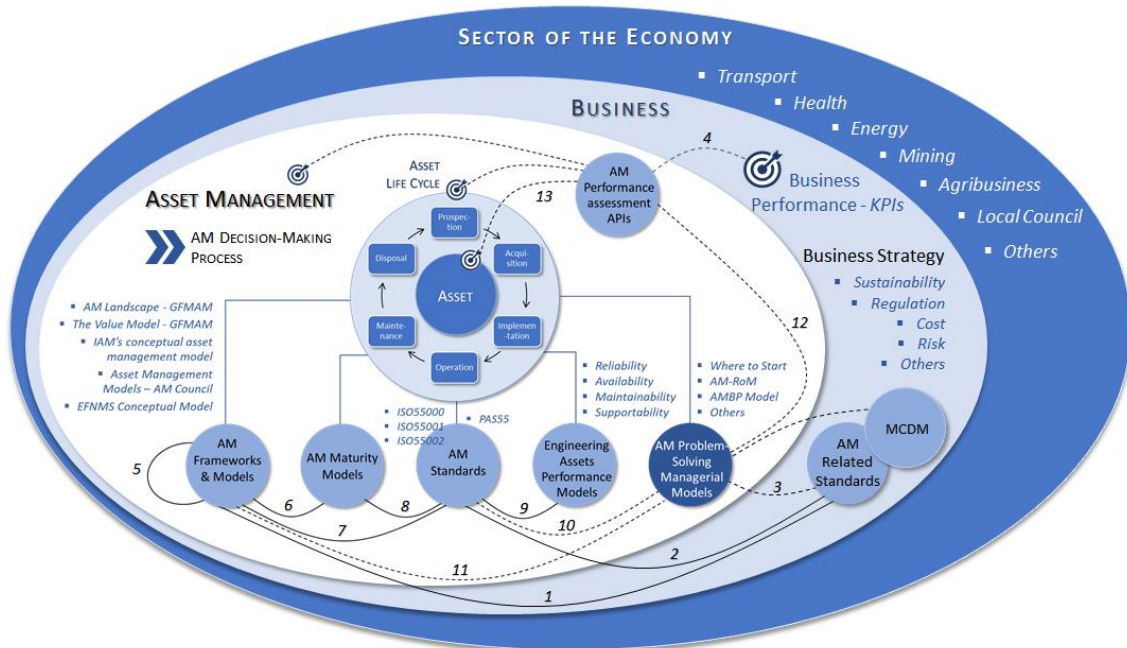 SECTOR OF THE ECONOMY
Transport
Health
Energy
Mining
Agribusiness
Local Council
Others
BUSINESS
4
Business
Performance - KPIs
Business Strategy
Sustainability
Regulation
Cost
Risk
Others
ASSET MANAGEMENT
AM DECISION-MAKING
PROCESS
ASSET
LIFE CYCLE
AM
Performance
assessment
APIs
13
12
Prospec-
tion
Acqui-
sition
Implemen
-tation
Operation
Mainte-
nance
Disposal
ASSET
AM Landscape - GFMAM
The Value Model - GFMAM
IAM's conceptual asset
management model
Asset Management
Models – AM Council
EFNMS Conceptual Model
ISO55000
ISO55001
ISO55002
PAS55
Reliability
Availability
Maintainability
Supportability
Where to Start
AM-RoM
AMBP Model
Others
AM
Frameworks
& Models
AM Maturity
Models
AM
Standards
Engineering
Assets
Performance
Models
AM Problem-
Solving
Managerial
Models
AM
Related
Standards
MCDM
5
6
7
8
9
10
11
3
2
1